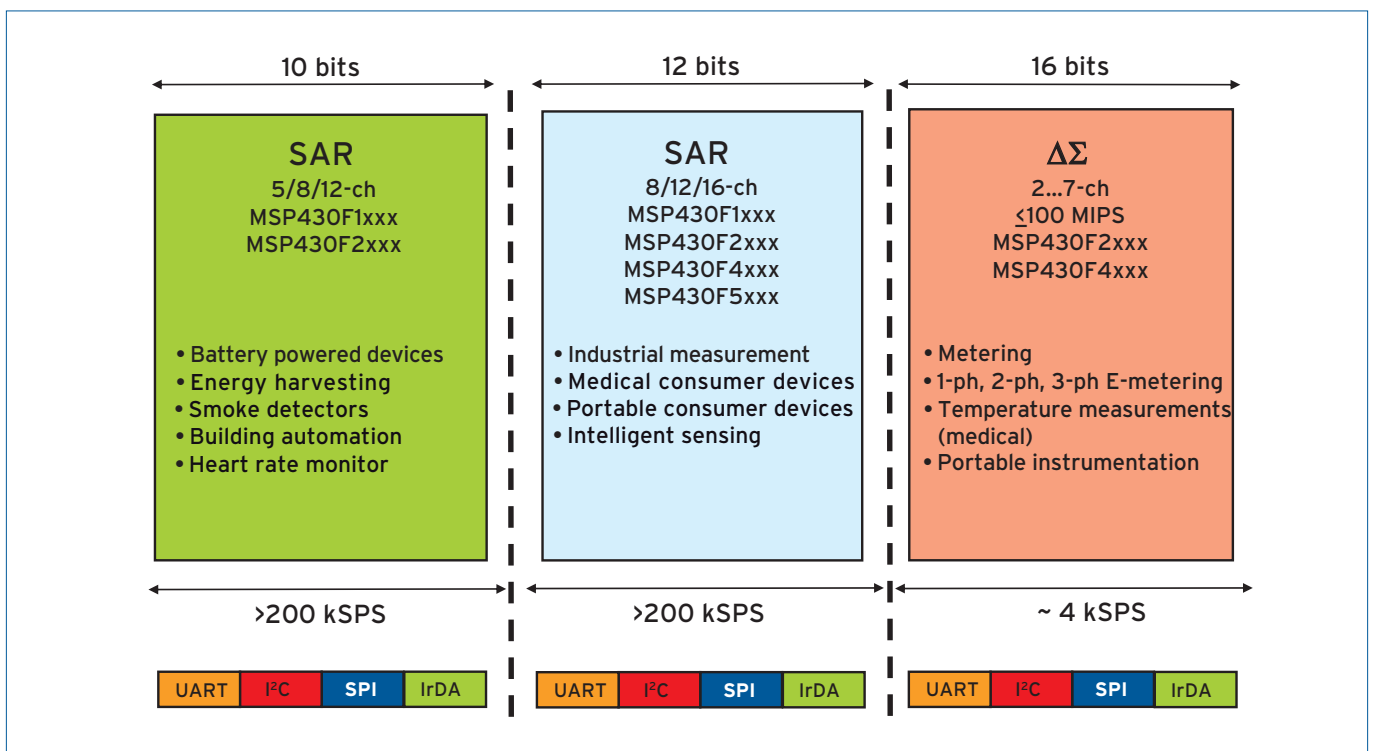 10 bits
SAR
5/8/12-ch
MSP430F1xxx
MSP430F2xxx
• Battery powered devices
• Energy harvesting
• Smoke detectors
• Building automation
• Heart rate monitor
>200 kSPS
UART I²C SPI IrDA
12 bits
SAR
8/12/16-ch
MSP430F1xxx
MSP430F2xxx
MSP430F4xxx
MSP430F5xxx
• Industrial measurement
• Medical consumer devices
• Portable consumer devices
• Intelligent sensing
>200 kSPS
UART I²C SPI IrDA
16 bits
ΔΣ
2...7-ch
≤100 MIPS
MSP430F2xxx
MSP430F4xxx
• Metering
• 1-ph, 2-ph, 3-ph E-metering
• Temperature measurements
(medical)
• Portable instrumentation
~ 4 kSPS
UART I²C SPI IrDA